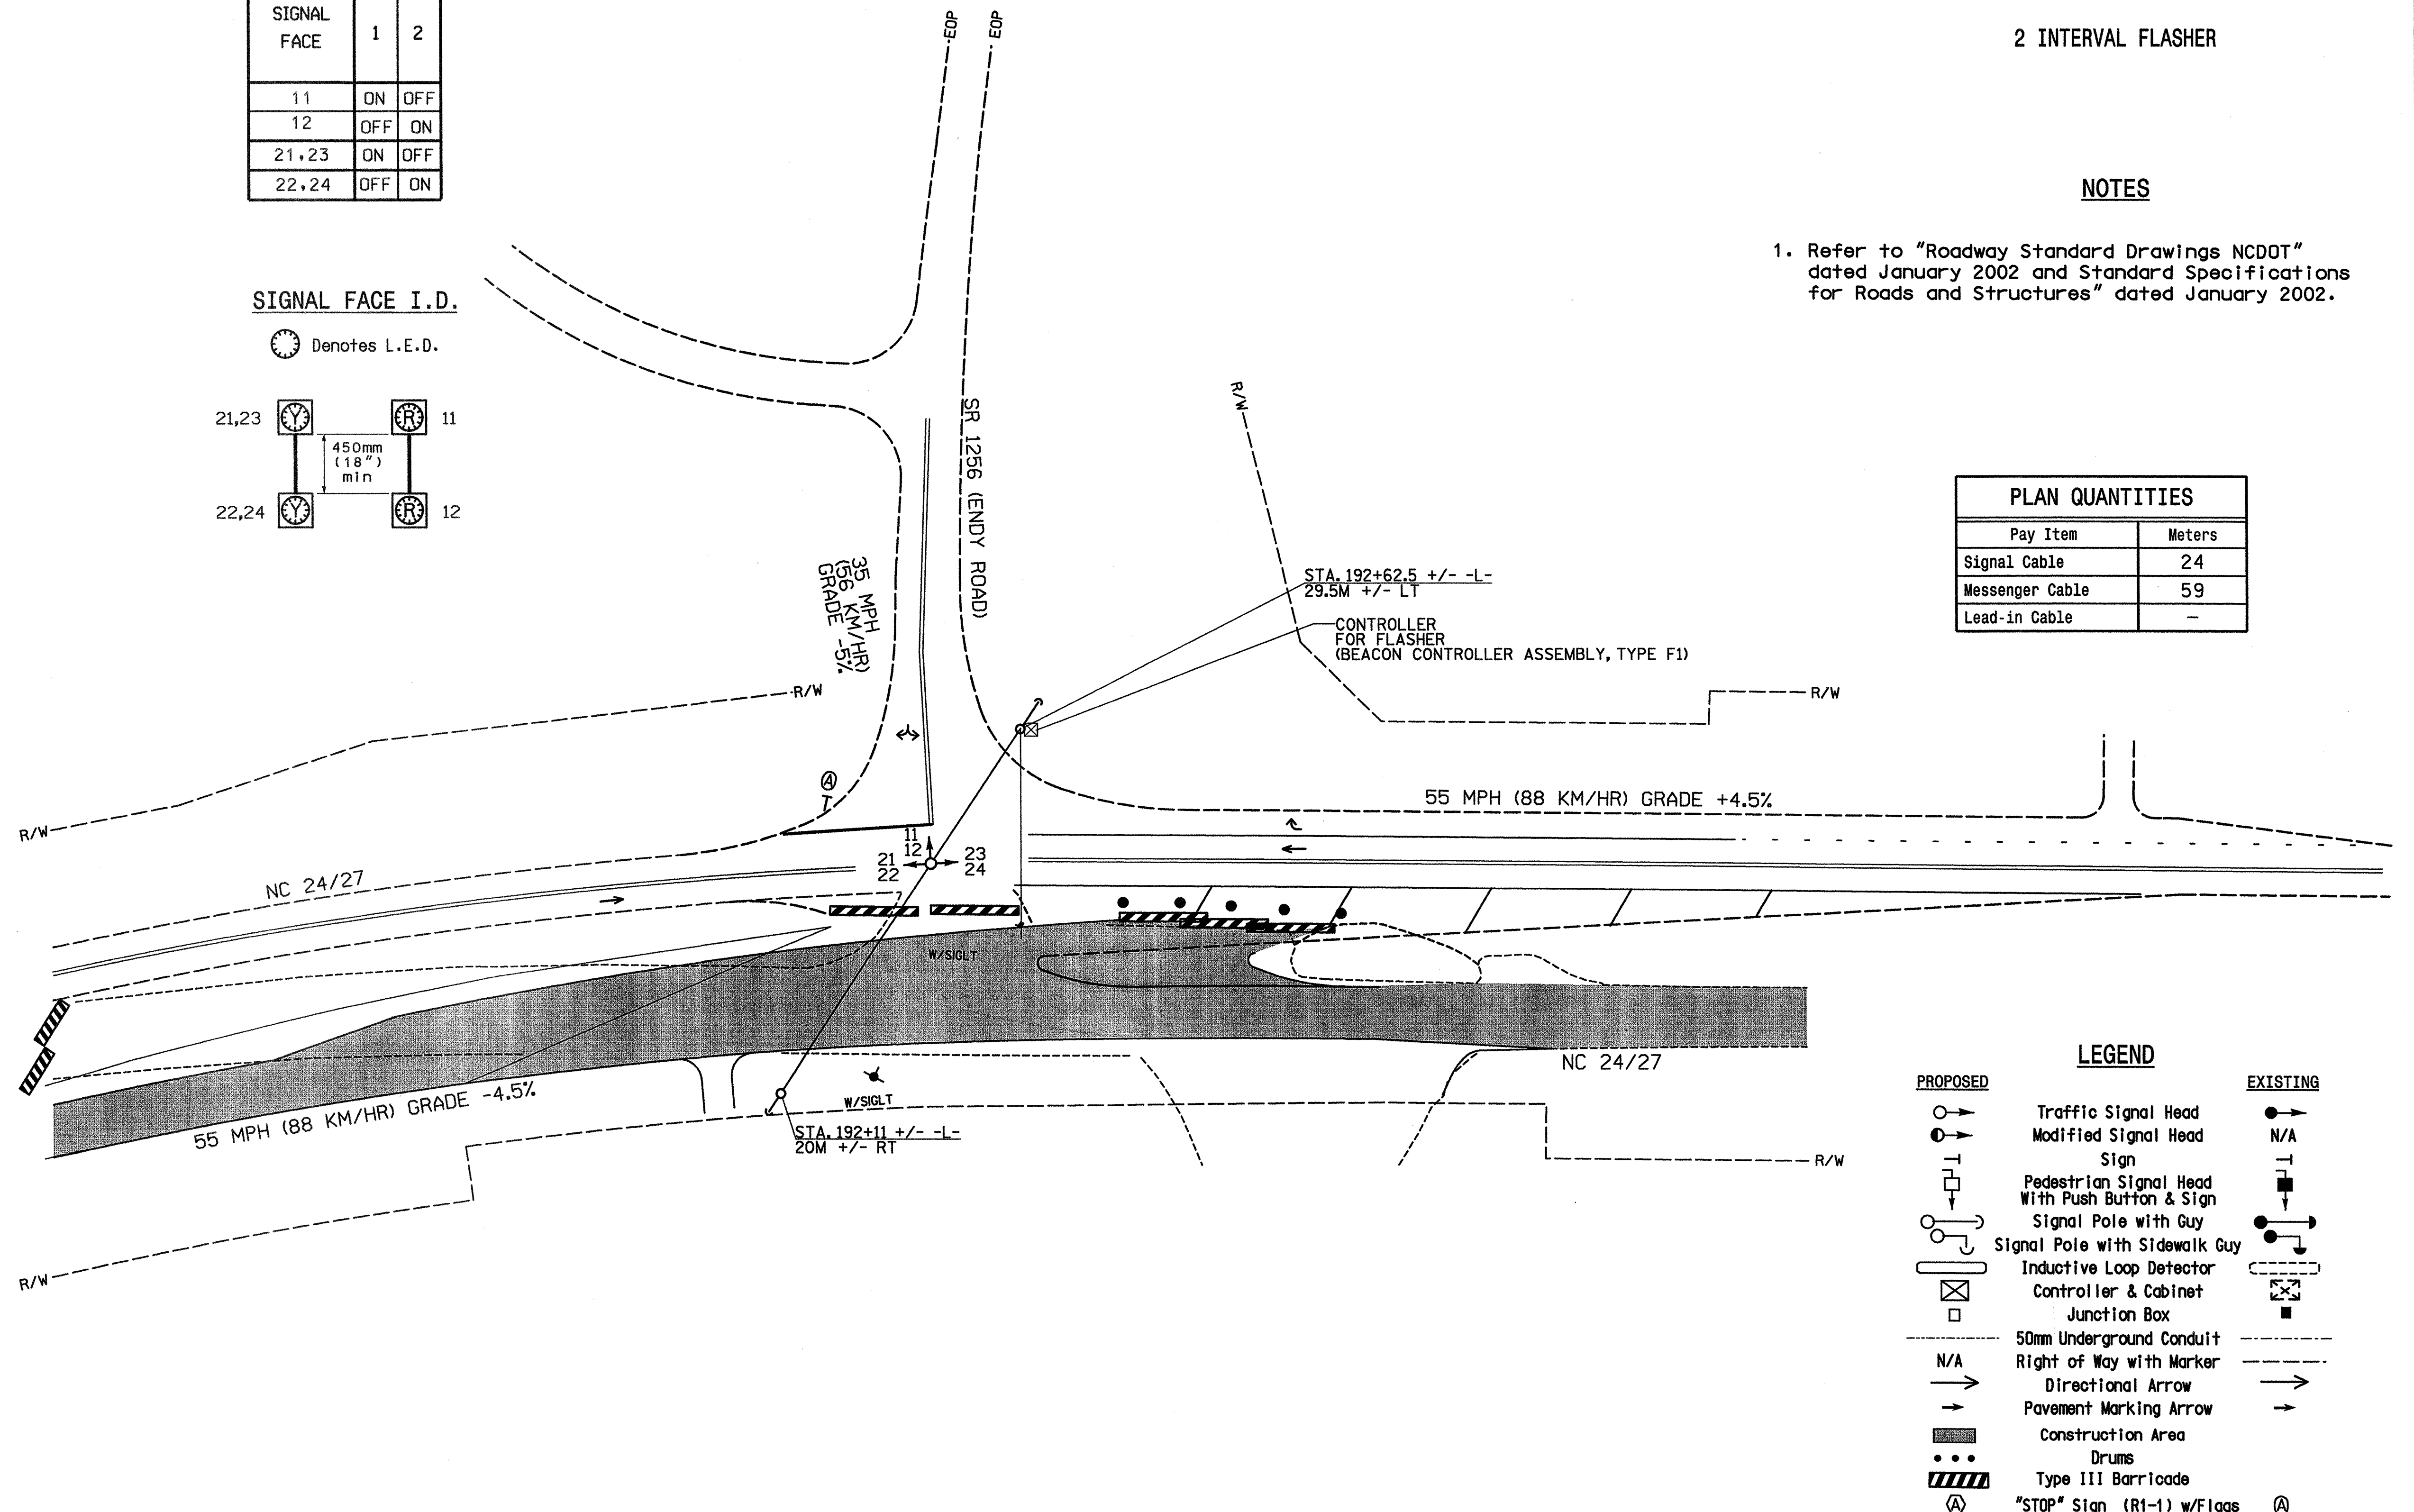 SIGNAL
FACE
1
2
11 ON OFF
12 OFF ON
21,23 ON OFF
22,24 OFF ON
2 INTERVAL FLASHER
NOTES
1. Refer to "Roadway Standard Drawings NCDOT"
dated January 2002 and Standard Specifications
for Roads and Structures" dated January 2002.
SIGNAL FACE I.D.
Denotes L.E.D.
21,23 Y R 11
450mm
(18")
min
22,24 Y R 12
EOP
EOP
SR 1256 (ENDY ROAD)
35 MPH
(56 KM/HR)
GRADE -5%
R/W
STA. 192+62.5 +/- -L-
29.5M +/- LT
CONTROLLER
FOR FLASHER
(BEACON CONTROLLER ASSEMBLY, TYPE F1)
PLAN QUANTITIES
Pay Item Meters
Signal Cable 24
Messenger Cable 59
Lead-in Cable —
R/W
R/W
A
R/W
55 MPH (88 KM/HR) GRADE +4.5%
11
12
21
22
23
24
NC 24/27
W/SIGLT
NC 24/27
55 MPH (88 KM/HR) GRADE -4.5%
W/SIGLT
STA. 192+11 +/- -L-
20M +/- RT
R/W
R/W
LEGEND
PROPOSED EXISTING
Traffic Signal Head
Modified Signal Head N/A
Sign
Pedestrian Signal Head
With Push Button & Sign
Signal Pole with Guy
Signal Pole with Sidewalk Guy
Inductive Loop Detector
Controller & Cabinet
Junction Box
50mm Underground Conduit
N/A Right of Way with Marker
Directional Arrow
Pavement Marking Arrow
Construction Area
Drums
Type III Barricade
A "STOP" Sign (R1-1) w/Flags A